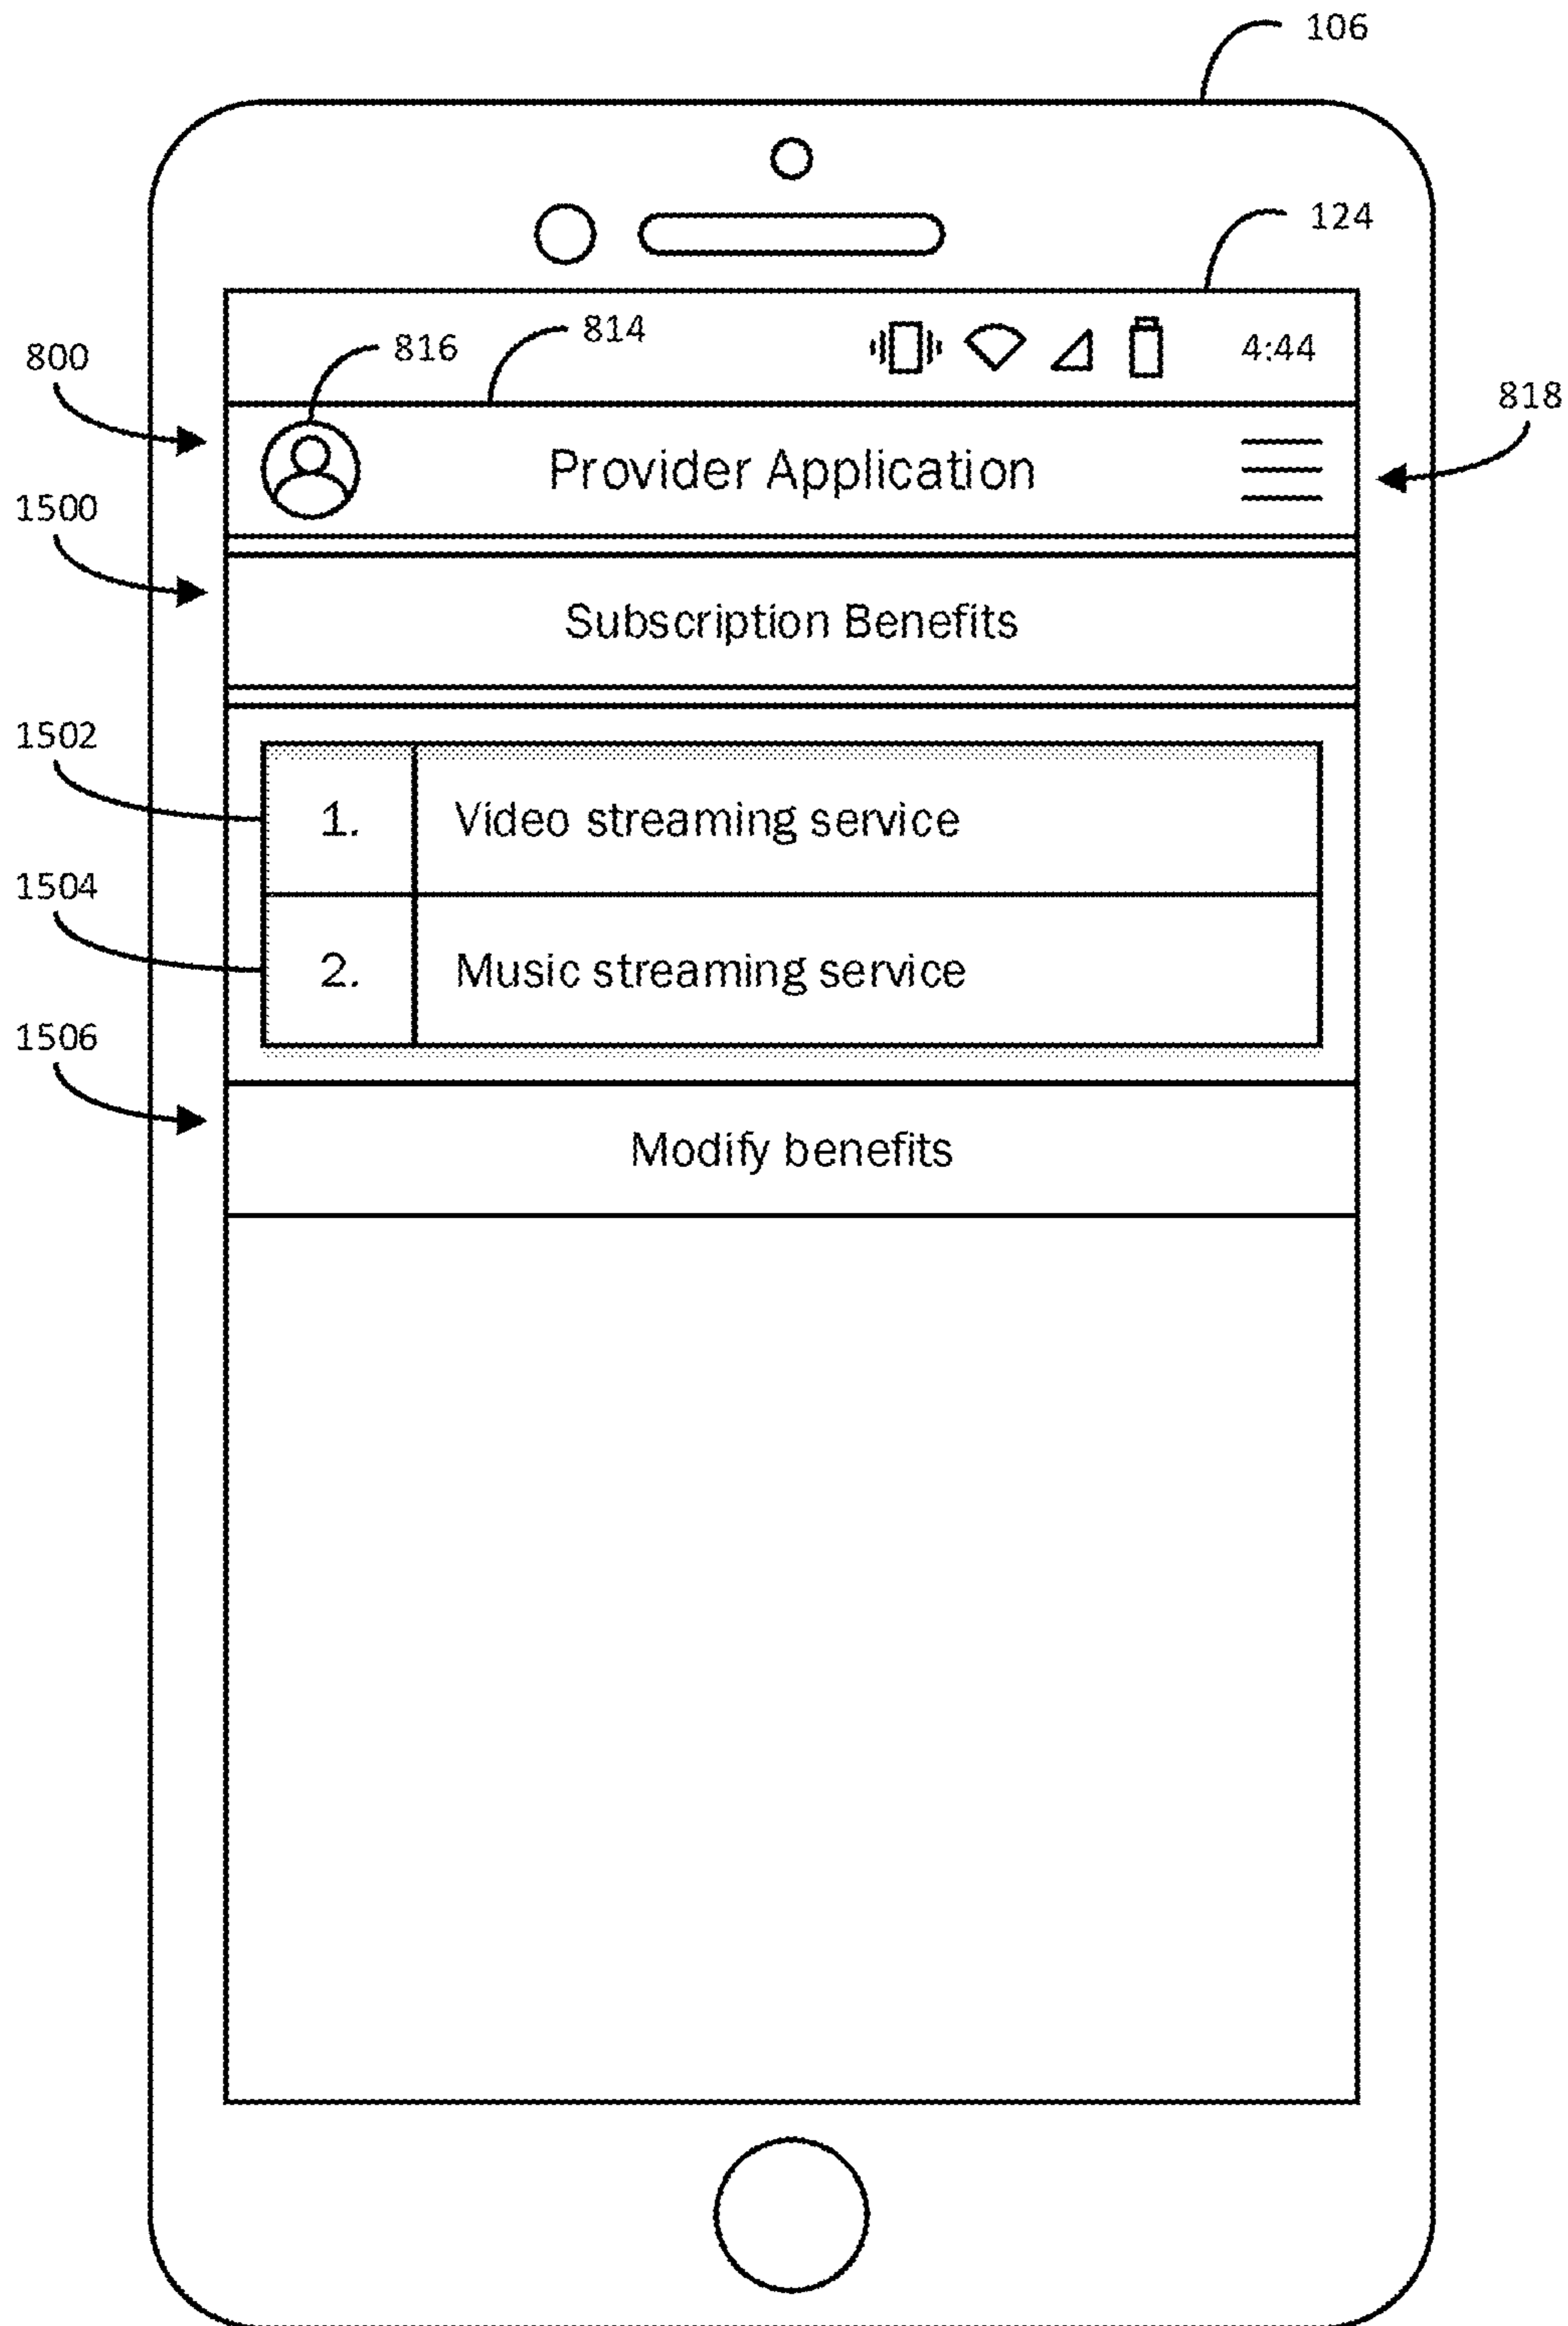 106
124
816
814
4:44
800
818
Provider Application
1500
Subscription Benefits
1502
1. Video streaming service
1504
2. Music streaming service
1506
Modify benefits